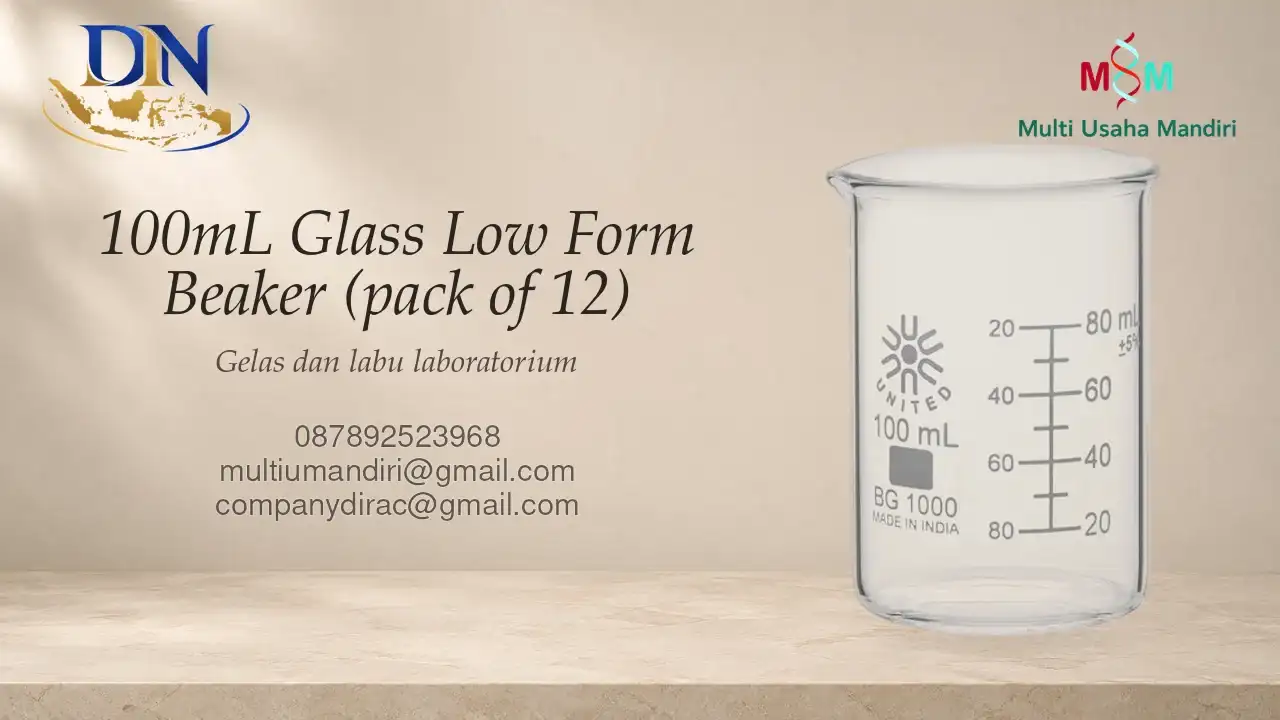 DIN
MSM
Multi Usaha Mandiri
100mL Glass Low Form
Beaker (pack of 12)
Gelas dan labu laboratorium
087892523968
multiumandiri@gmail.com
companydirac@gmail.com
UNITED
100 mL
BG 1000
MADE IN INDIA
20 80 mL
±5%
40 60
60 40
80 20